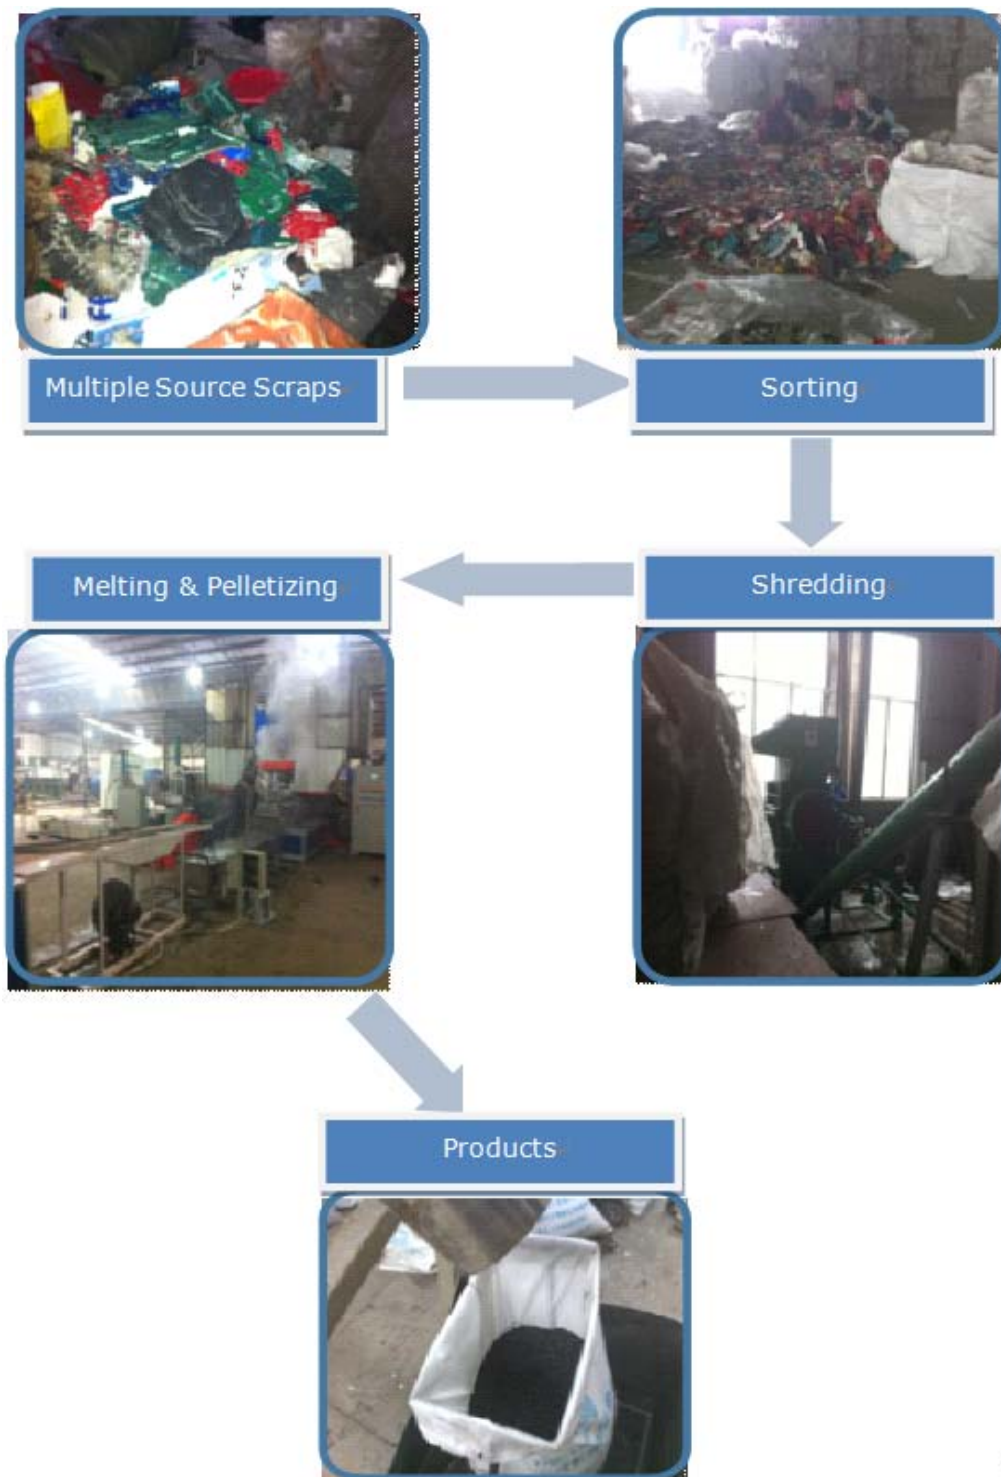 Multiple Source Scraps
Sorting
Shredding
Melting & Pelletizing
Products